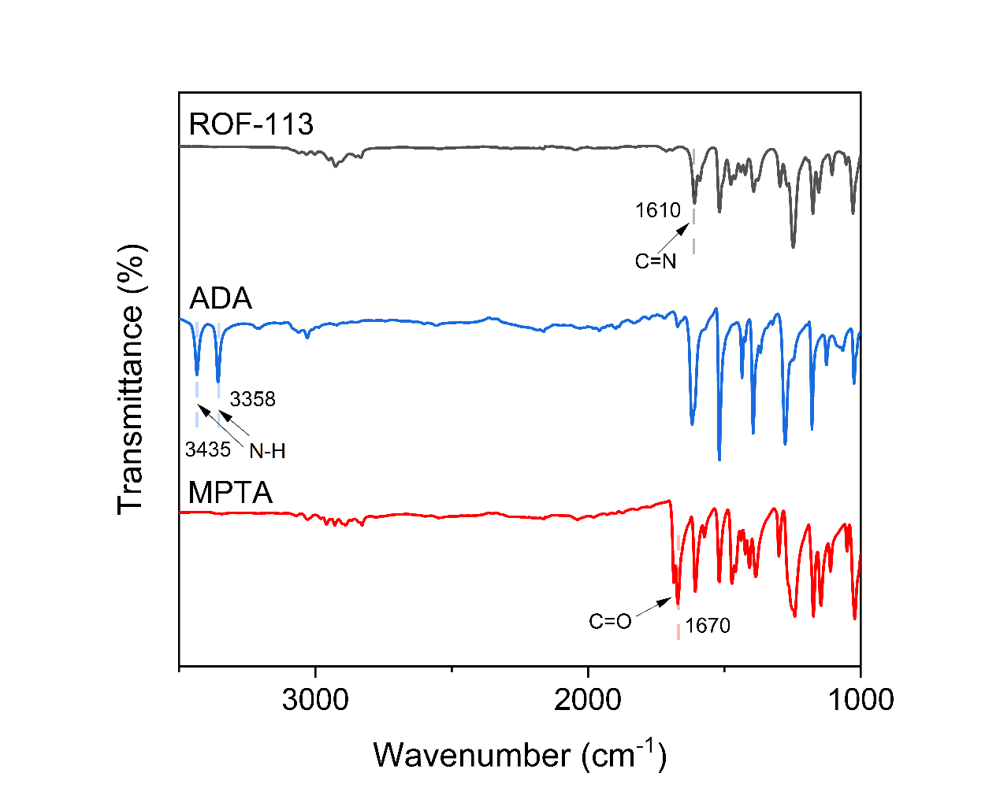 ROF-113
1610
C=N
ADA
3358
3435
N-H
MPTA
C=O
1670
Transmittance (%)
3000
2000
1000
Wavenumber (cm⁻¹)